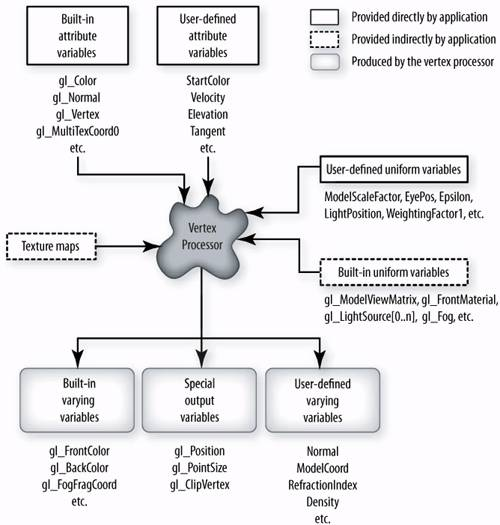 Built-in
attribute
variables
gl_Color
gl_Normal
gl_Vertex
gl_MultiTexCoord0
etc.
User-defined
attribute
variables
StartColor
Velocity
Elevation
Tangent
etc.
Provided directly by application
Provided indirectly by application
Produced by the vertex processor
User-defined uniform variables
ModelScaleFactor, EyePos, Epsilon,
LightPosition, WeightingFactor1, etc.
Texture maps
Vertex
Processor
Built-in uniform variables
gl_ModelViewMatrix, gl_FrontMaterial,
gl_LightSource[0..n], gl_Fog, etc.
Built-in
varying
variables
gl_FrontColor
gl_BackColor
gl_FogFragCoord
etc.
Special
output
variables
gl_Position
gl_PointSize
gl_ClipVertex
User-defined
varying
variables
Normal
ModelCoord
RefractionIndex
Density
etc.